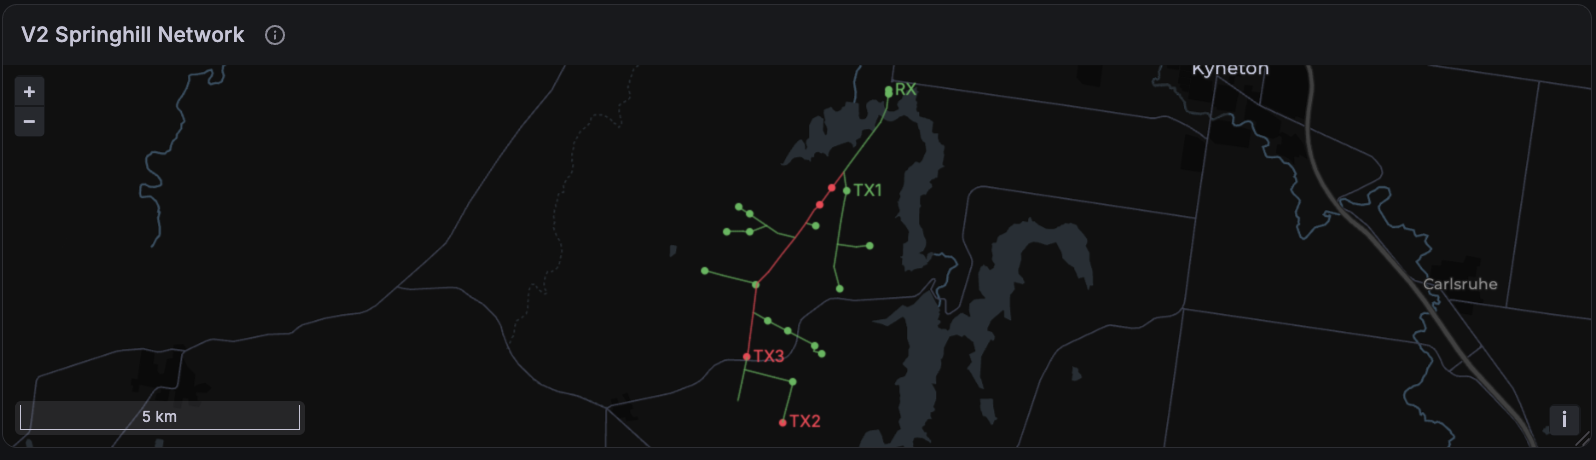 V2 Springhill Network
+
−
Kyneton
RX
TX1
Carlsruhe
TX3
TX2
5 km
i